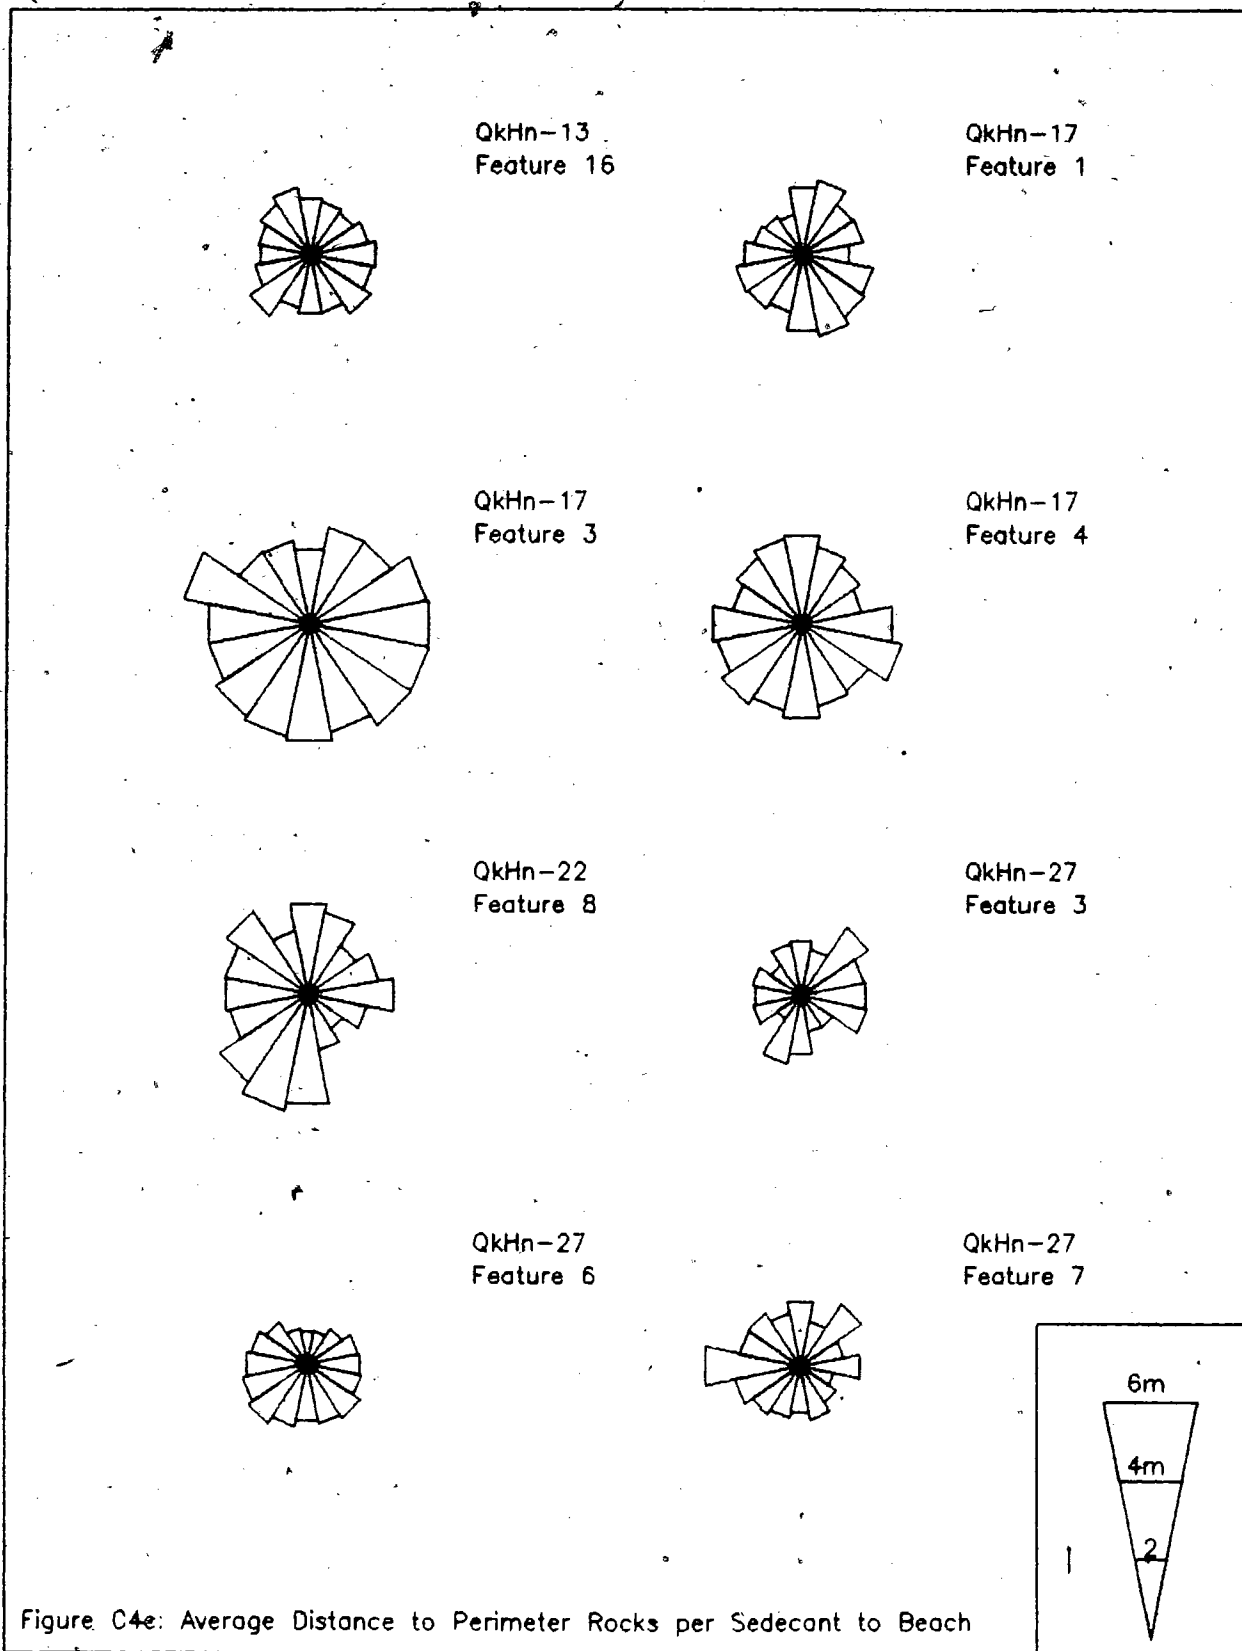 QkHn-13
Feature 16
QkHn-17
Feature 1
QkHn-17
Feature 3
QkHn-17
Feature 4
QkHn-22
Feature 8
QkHn-27
Feature 3
QkHn-27
Feature 6
QkHn-27
Feature 7
6m
4m
2
Figure C4e: Average Distance to Perimeter Rocks per Sedecant to Beach